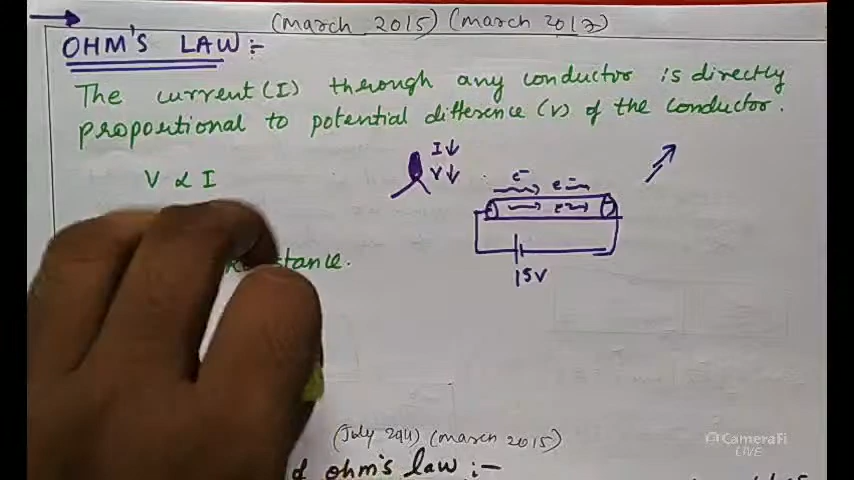 (March 2015) (March 2017)
OHM'S LAW :-
The current (I) through any conductor is directly
proportional to potential difference (V) of the conductor.
I↓
V↓
V ∝ I
e⁻
e⁻
e⁻
15V
(July 2014) (March 2015)
of ohm's law :-
CameraFi
LIVE